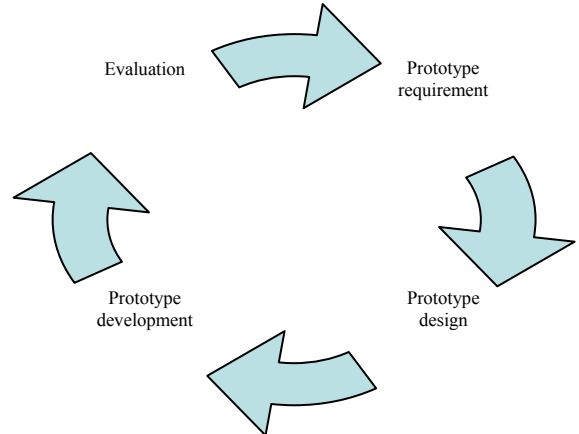 Evaluation
Prototype
requirement
Prototype
design
Prototype
development